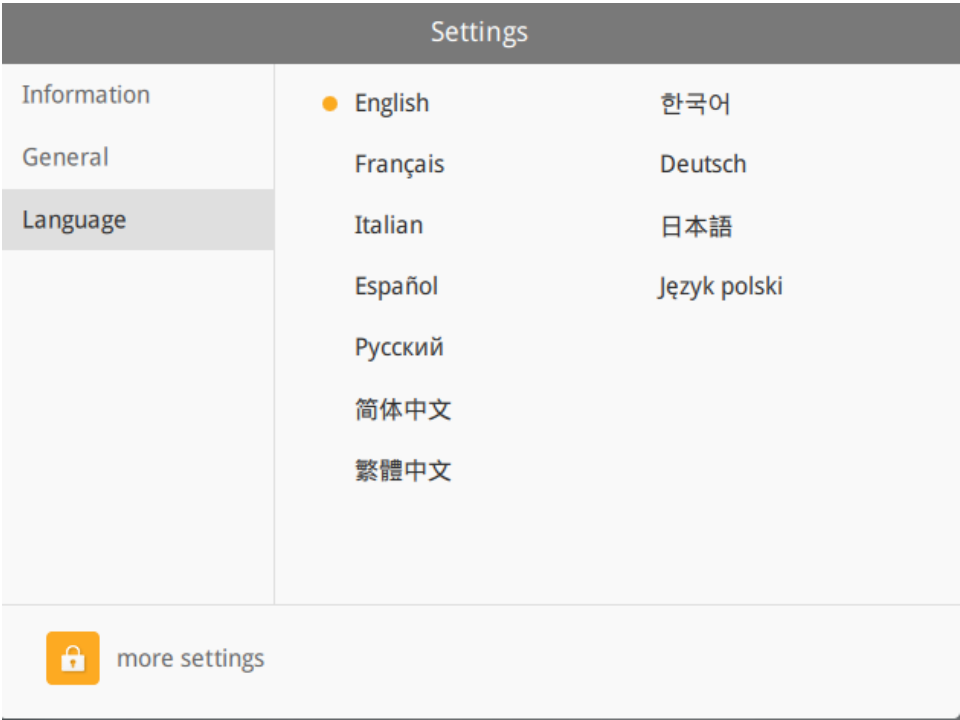 Settings
Information
General
Language
English
Français
Italian
Español
Русский
简体中文
繁體中文
한국어
Deutsch
日本語
Język polski
more settings